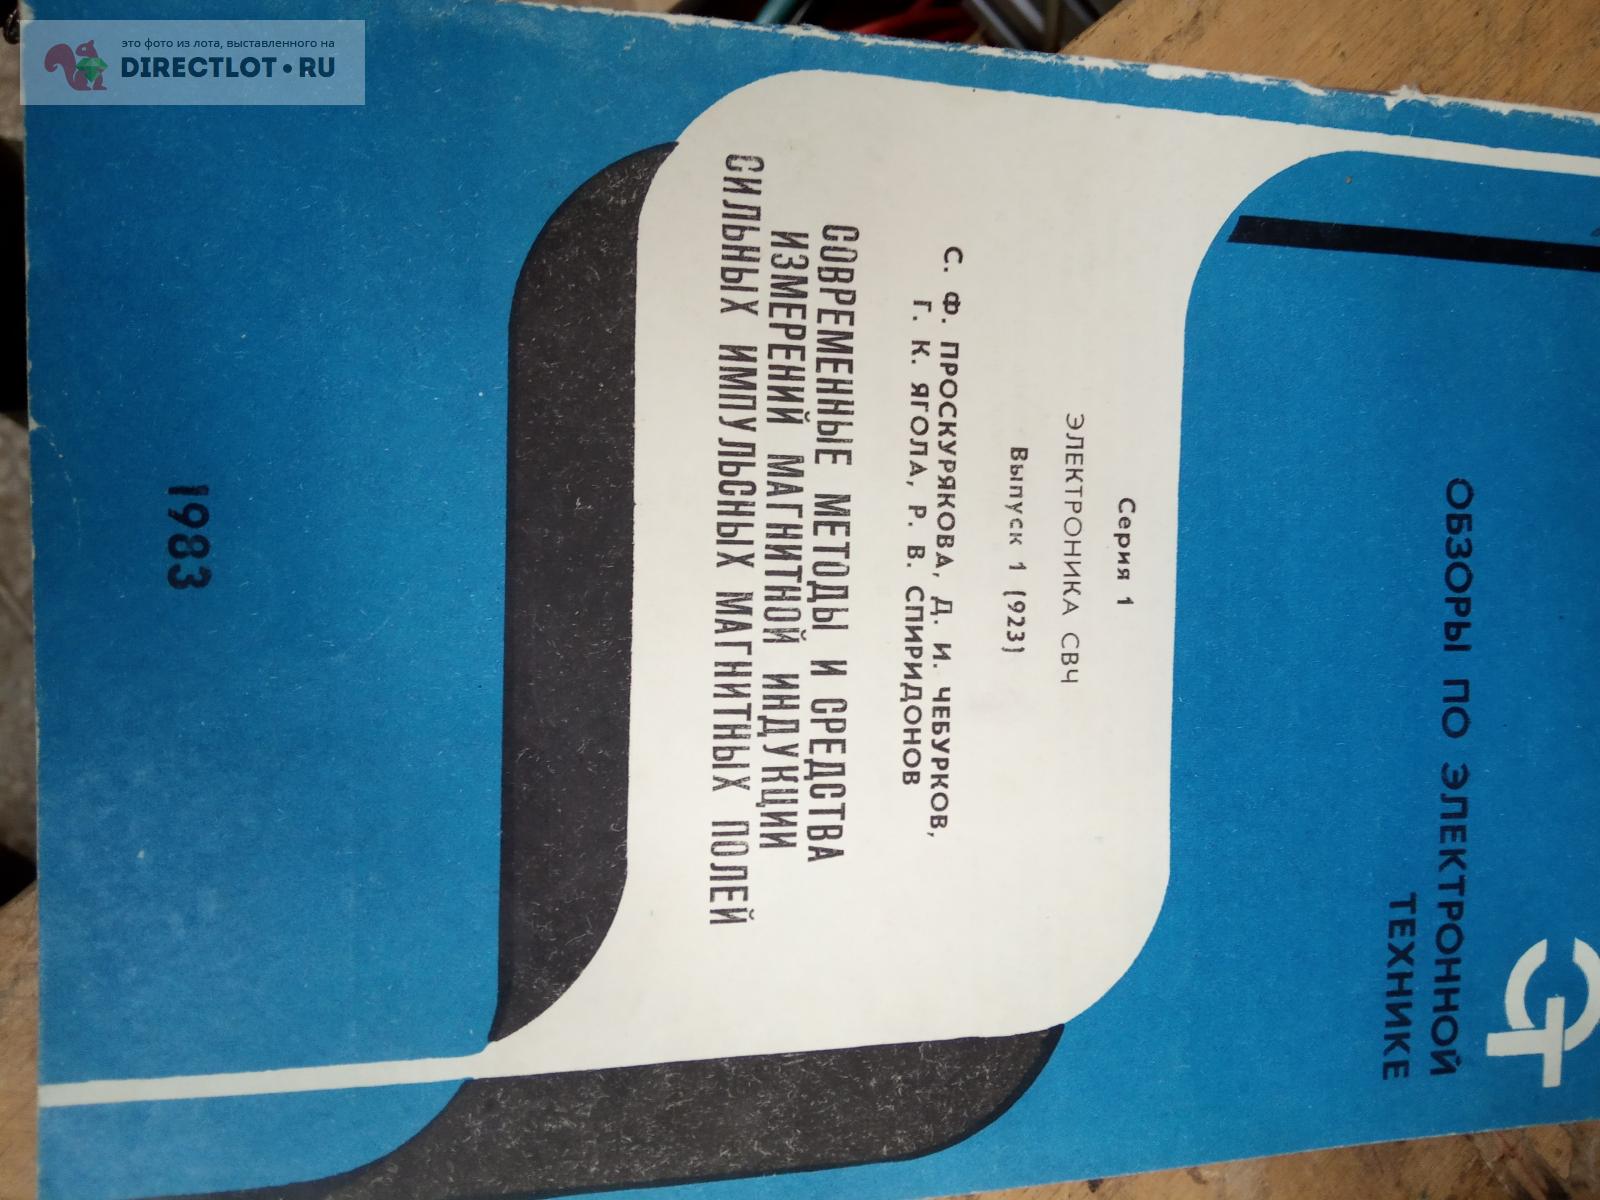 это фото из лота, выставленного на
DIRECTLOT • RU
ОБЗОРЫ ПО ЭЛЕКТРОННОЙ
ТЕХНИКЕ
Серия 1
ЭЛЕКТРОНИКА СВЧ
Выпуск 1 (923)
С. Ф. ПРОСКУРЯКОВА, Д. И. ЧЕБУРКОВ,
Г. К. ЯГОЛА, Р. В. СПИРИДОНОВ
СОВРЕМЕННЫЕ МЕТОДЫ И СРЕДСТВА
ИЗМЕРЕНИЙ МАГНИТНОЙ ИНДУКЦИИ
СИЛЬНЫХ ИМПУЛЬСНЫХ МАГНИТНЫХ ПОЛЕЙ
1983